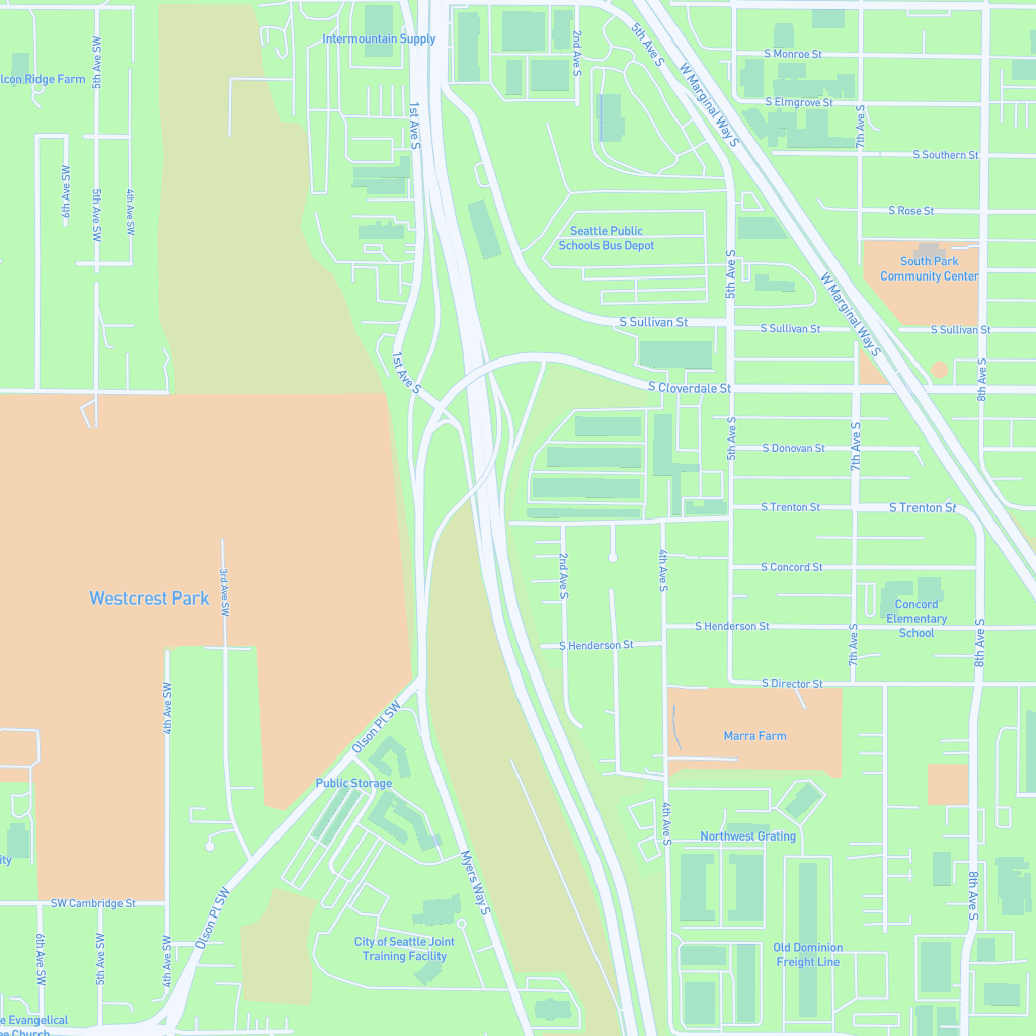 Intermountain Supply
5th Ave SW
lcon Ridge Farm
1st Ave S
2nd Ave S
5th Ave S
W Marginal Way S
S Monroe St
S Elmgrove St
7th Ave S
S Southern St
6th Ave SW
5th Ave SW
4th Ave SW
S Rose St
Seattle Public
Schools Bus Depot
South Park
Community Center
5th Ave S
W Marginal Way S
S Sullivan St
S Sullivan St
S Sullivan St
1st Ave S
8th Ave S
S Cloverdale St
5th Ave S
7th Ave S
S Donovan St
S Trenton St
S Trenton St
2nd Ave S
4th Ave S
S Concord St
3rd Ave SW
Westcrest Park
Concord
Elementary
School
S Henderson St
S Henderson St
7th Ave S
8th Ave S
S Director St
4th Ave SW
Olson Pl SW
Marra Farm
Public Storage
4th Ave S
Northwest Grating
ity
Myers Way S
8th Ave S
SW Cambridge St
Olson Pl SW
6th Ave SW
5th Ave SW
4th Ave SW
City of Seattle Joint
Training Facility
Old Dominion
Freight Line
e Evangelical
ee Church